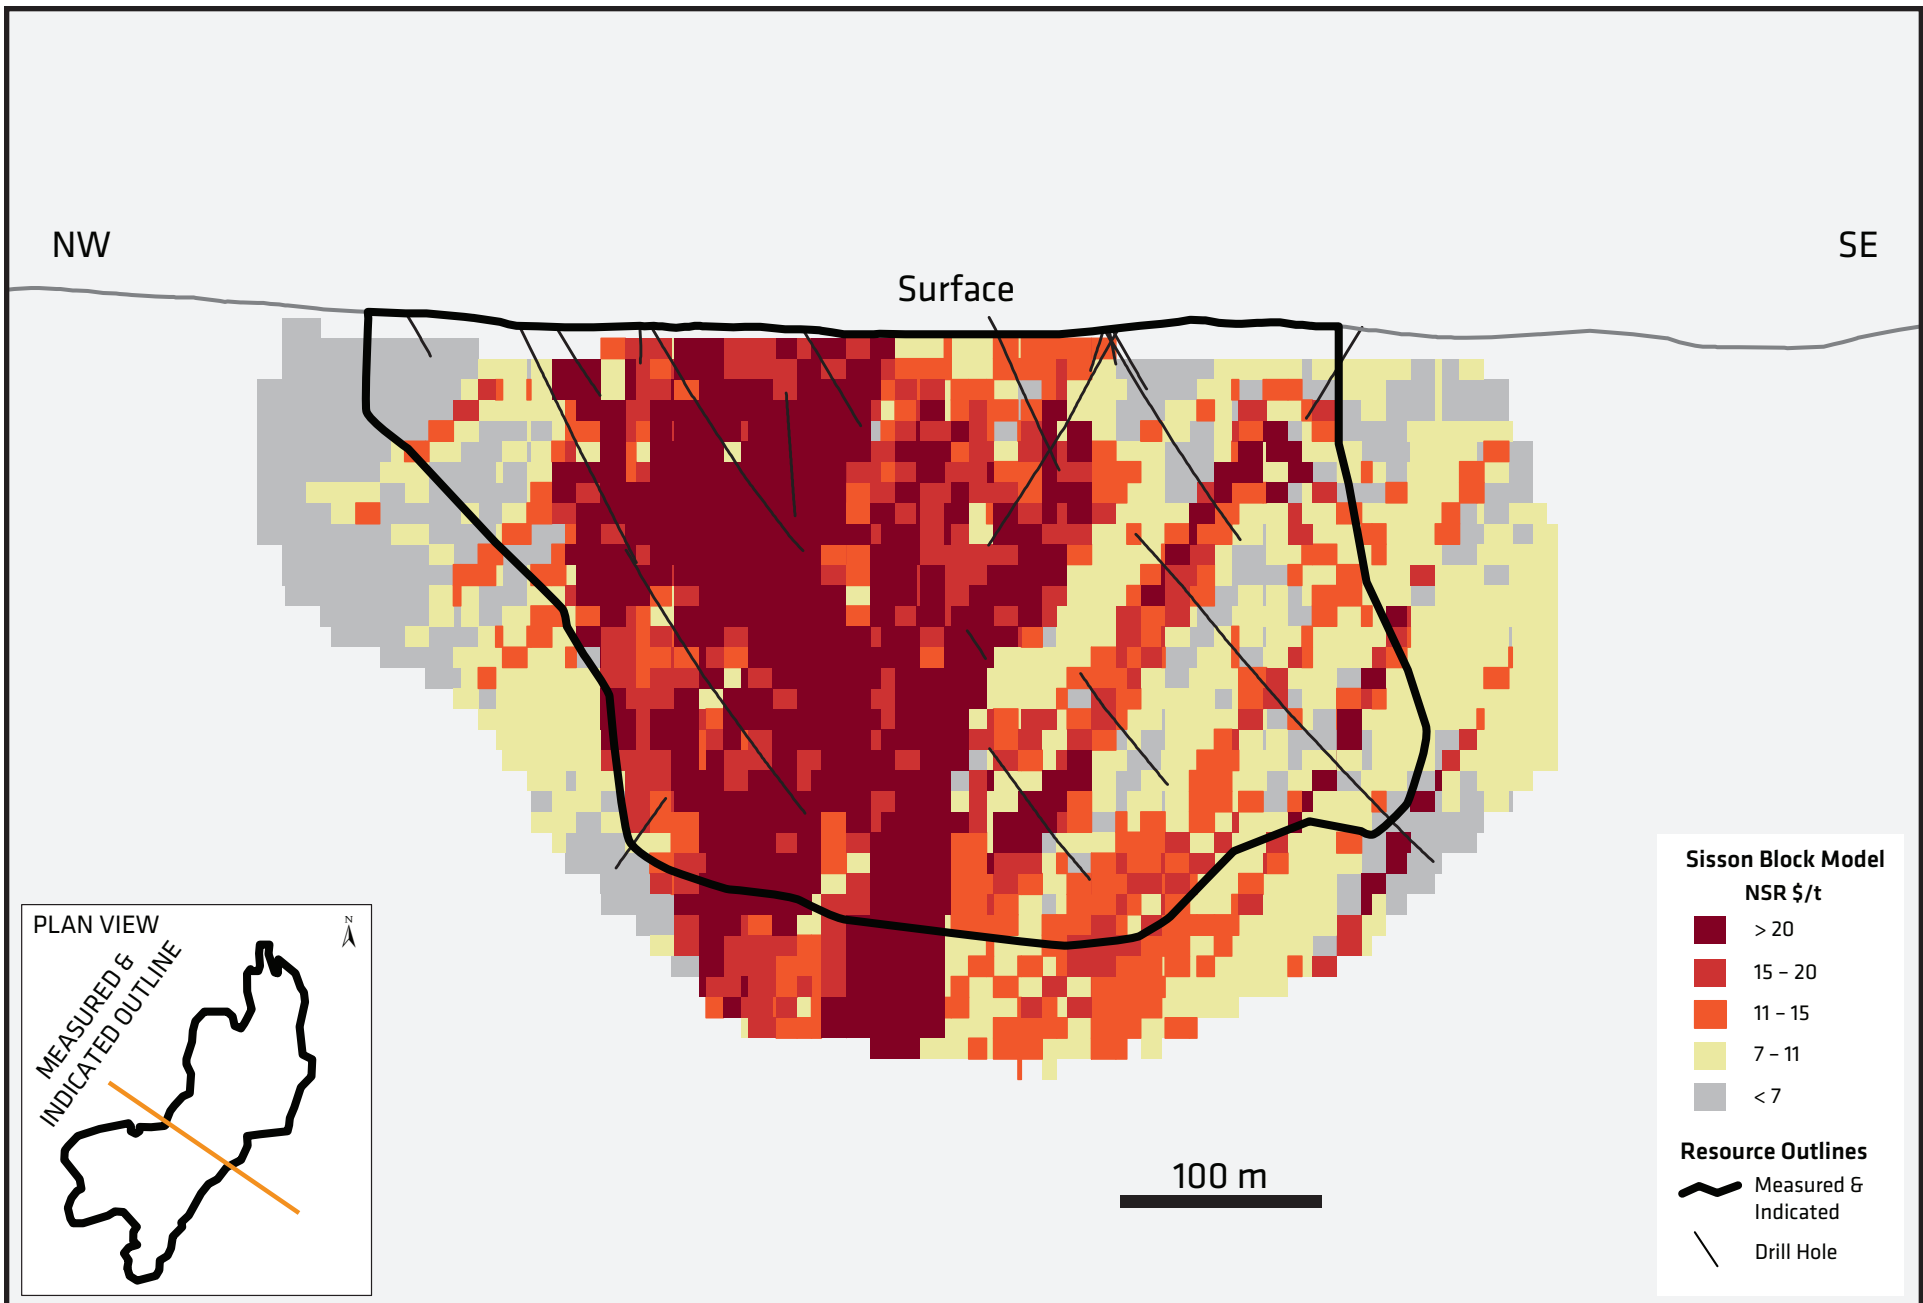 NW
SE
Surface
100 m
PLAN VIEW
N
MEASURED &
INDICATED OUTLINE
Sisson Block Model
NSR $/t
> 20
15 – 20
11 – 15
7 – 11
< 7
Resource Outlines
Measured &
Indicated
Drill Hole